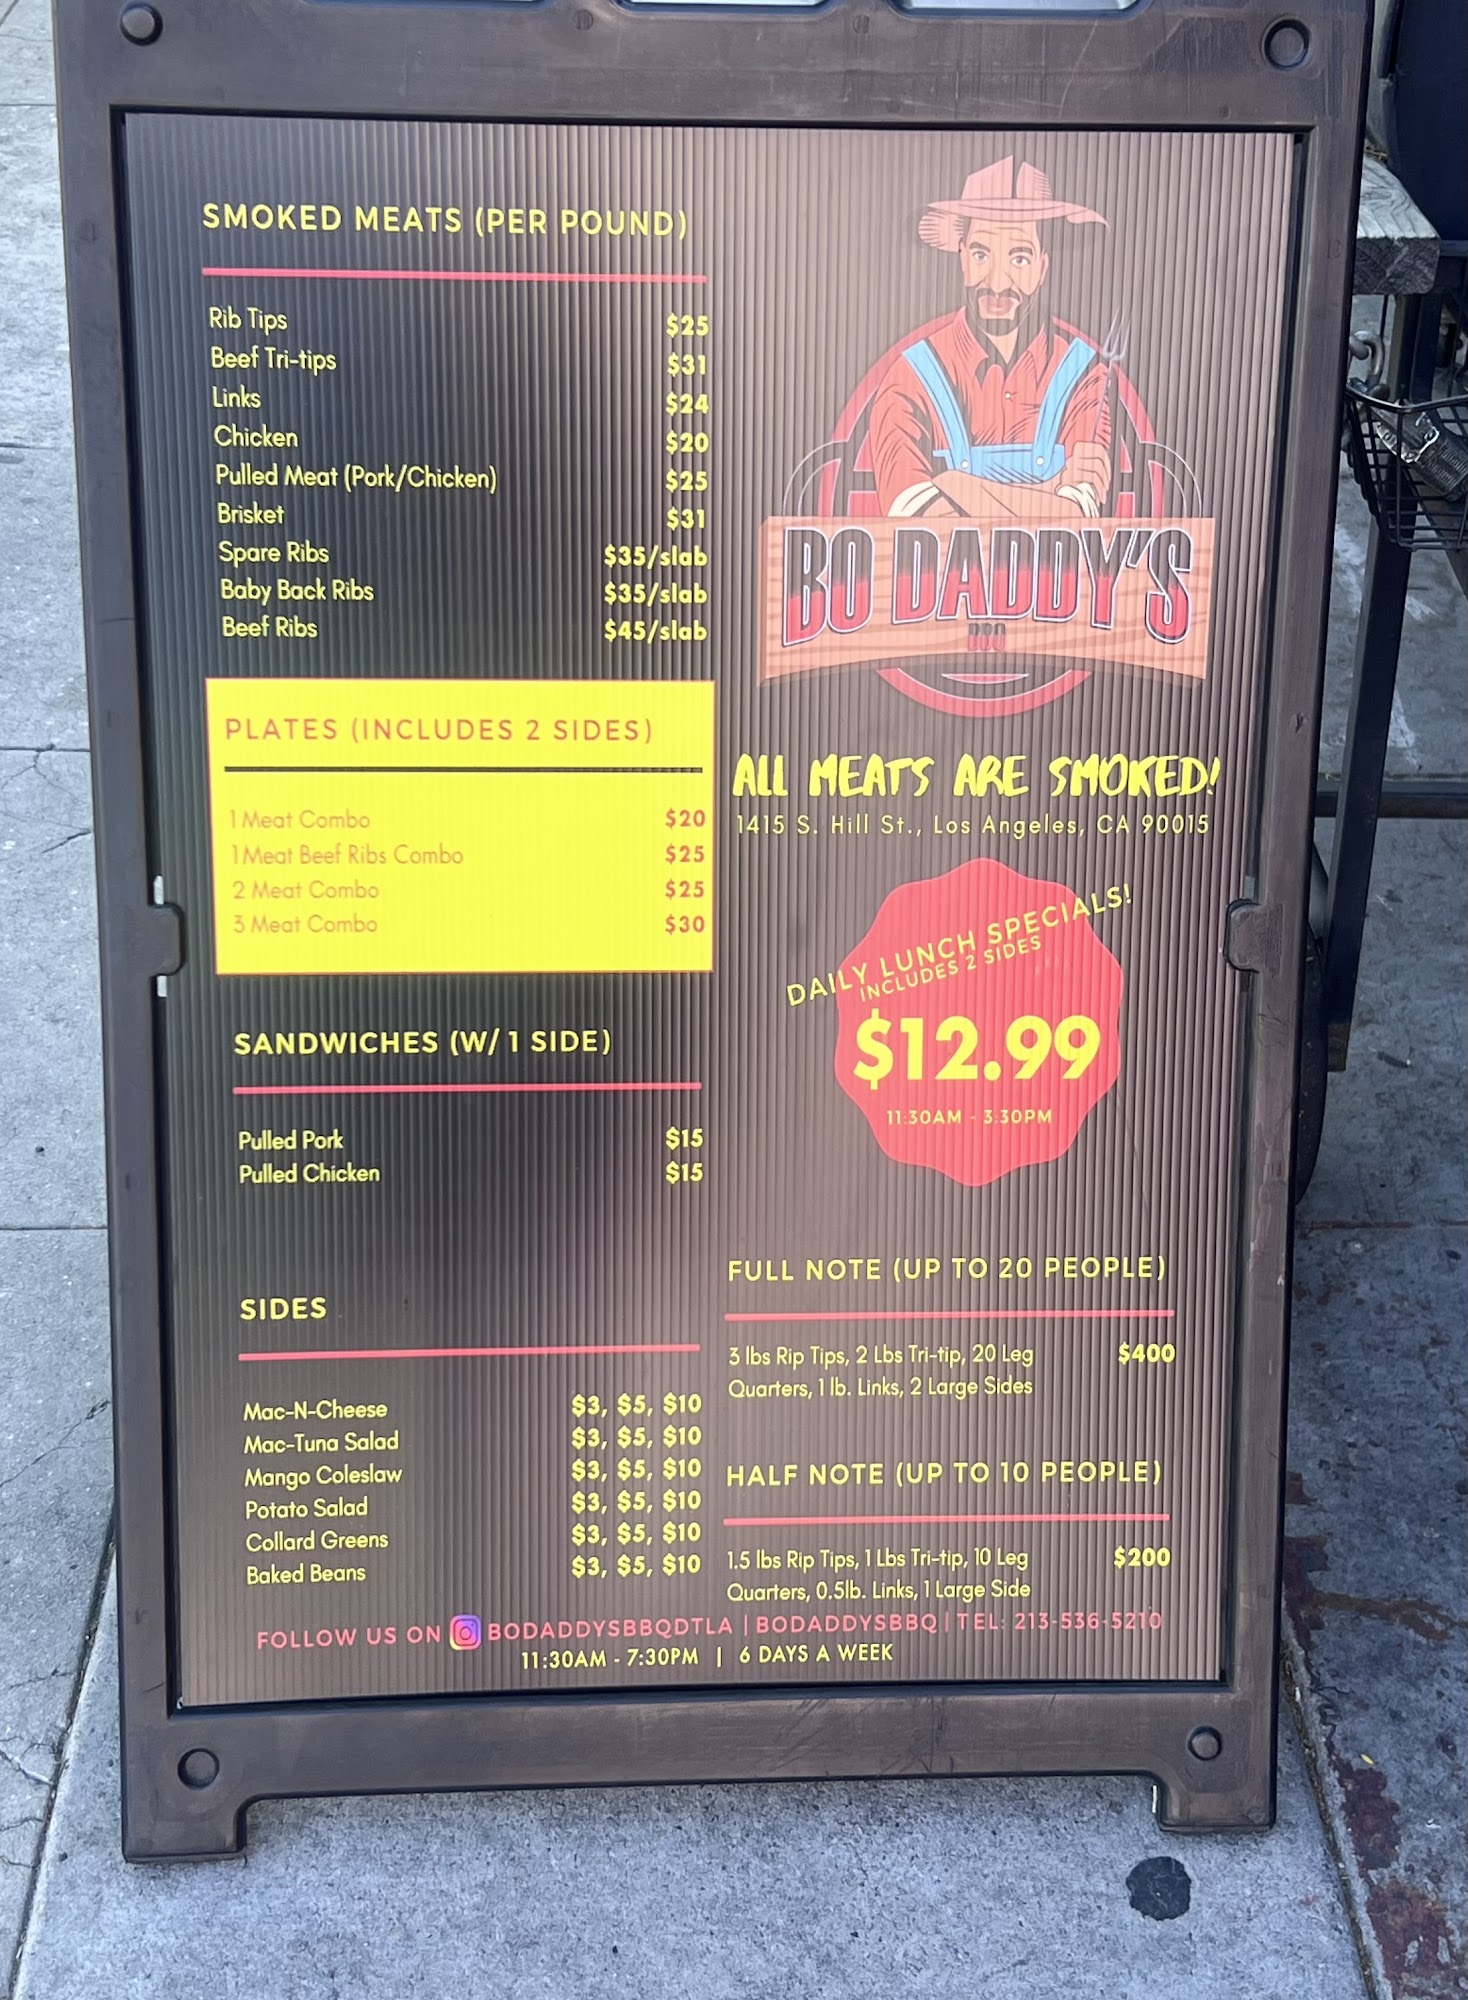 SMOKED MEATS (PER POUND)
Rib Tips $25
Beef Tri-tips $31
Links $24
Chicken $20
Pulled Meat (Pork/Chicken) $25
Brisket $31
Spare Ribs $35/slab
Baby Back Ribs $35/slab
Beef Ribs $45/slab
PLATES (INCLUDES 2 SIDES)
1 Meat Combo $20
1 Meat Beef Ribs Combo $25
2 Meat Combo $25
3 Meat Combo $30
SANDWICHES (W/ 1 SIDE)
Pulled Pork $15
Pulled Chicken $15
SIDES
Mac-N-Cheese $3, $5, $10
Mac-Tuna Salad $3, $5, $10
Mango Coleslaw $3, $5, $10
Potato Salad $3, $5, $10
Collard Greens $3, $5, $10
Baked Beans $3, $5, $10
BO DADDY'S
BBQ
ALL MEATS ARE SMOKED!
1415 S. Hill St., Los Angeles, CA 90015
DAILY LUNCH SPECIALS!
INCLUDES 2 SIDES
$12.99
11:30AM - 3:30PM
FULL NOTE (UP TO 20 PEOPLE)
3 lbs Rip Tips, 2 Lbs Tri-tip, 20 Leg $400
Quarters, 1 lb. Links, 2 Large Sides
HALF NOTE (UP TO 10 PEOPLE)
1.5 lbs Rip Tips, 1 Lbs Tri-tip, 10 Leg $200
Quarters, 0.5lb. Links, 1 Large Side
FOLLOW US ON BODADDYSBBQDTLA | BODADDYSBBQ | TEL: 213-536-5210
11:30AM - 7:30PM | 6 DAYS A WEEK